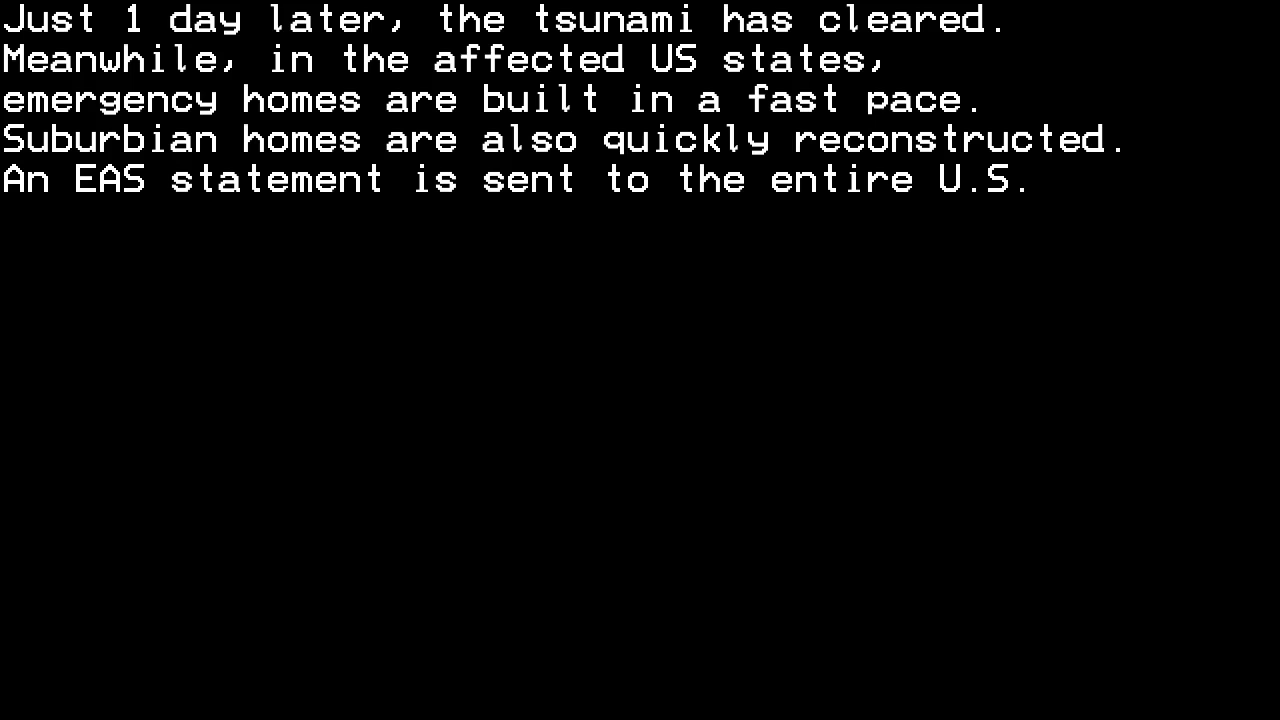 Just 1 day later, the tsunami has cleared.
Meanwhile, in the affected US states,
emergency homes are built in a fast pace.
Suburbian homes are also quickly reconstructed.
An EAS statement is sent to the entire U.S.